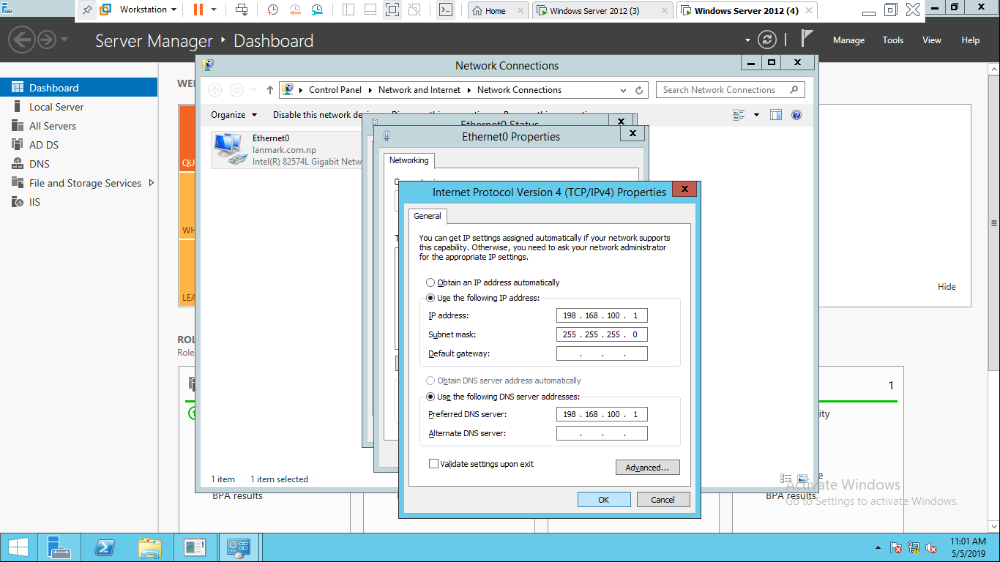 Workstation
Home
Windows Server 2012 (3)
Windows Server 2012 (4)
Server Manager
Dashboard
Manage
Tools
View
Help
Dashboard
Local Server
All Servers
AD DS
DNS
File and Storage Services
IIS
WEL
QU
WH
LEA
Hide
ROL
Role
1
ity
BPA results
BPA results
Network Connections
Control Panel
Network and Internet
Network Connections
Search Network Connections
Organize
Disable this network de
Ethernet0
lanmark.com.np
Intel(R) 82574L Gigabit Netw
1 item
1 item selected
Ethernet0 Status
Ethernet0 Properties
Networking
Internet Protocol Version 4 (TCP/IPv4) Properties
General
You can get IP settings assigned automatically if your network supports
this capability. Otherwise, you need to ask your network administrator
for the appropriate IP settings.
Obtain an IP address automatically
Use the following IP address:
IP address:
198 . 168 . 100 . 1
Subnet mask:
255 . 255 . 255 . 0
Default gateway:
. . .
Obtain DNS server address automatically
Use the following DNS server addresses:
Preferred DNS server:
198 . 168 . 100 . 1
Alternate DNS server:
. . .
Validate settings upon exit
Advanced...
OK
Cancel
Activate Windows
Go to Settings to activate Windows.
11:01 AM
5/5/2019